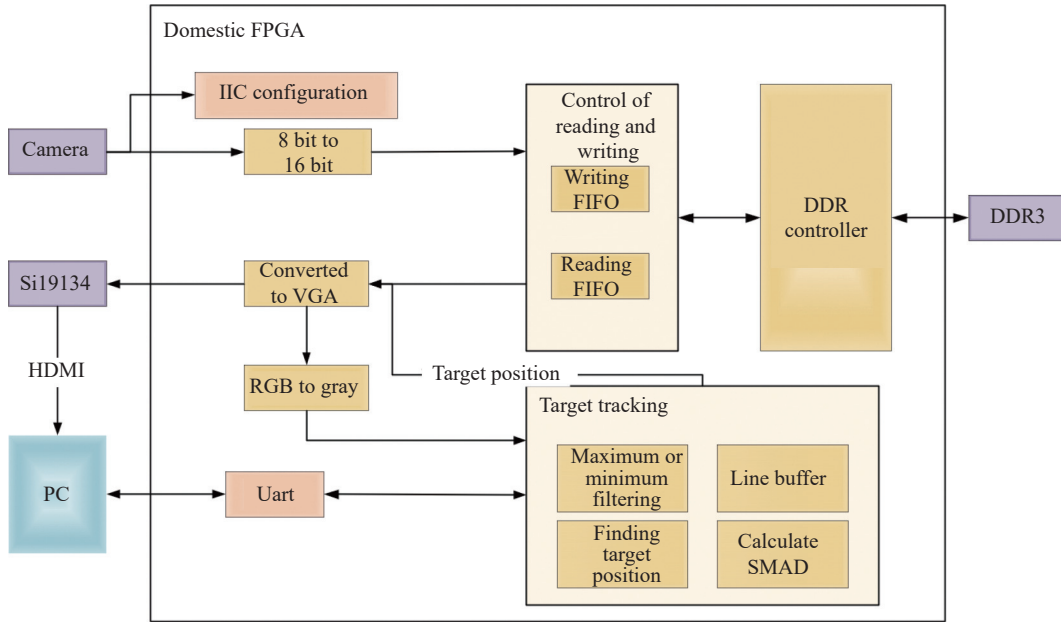 Domestic FPGA
IIC configuration
Camera
8 bit to
16 bit
Control of
reading and
writing
Writing
FIFO
Reading
FIFO
DDR
controller
DDR3
Si19134
Converted
to VGA
HDMI
RGB to gray
Target position
Target tracking
PC
Uart
Maximum or
minimum
filtering
Line buffer
Finding
target
position
Calculate
SMAD